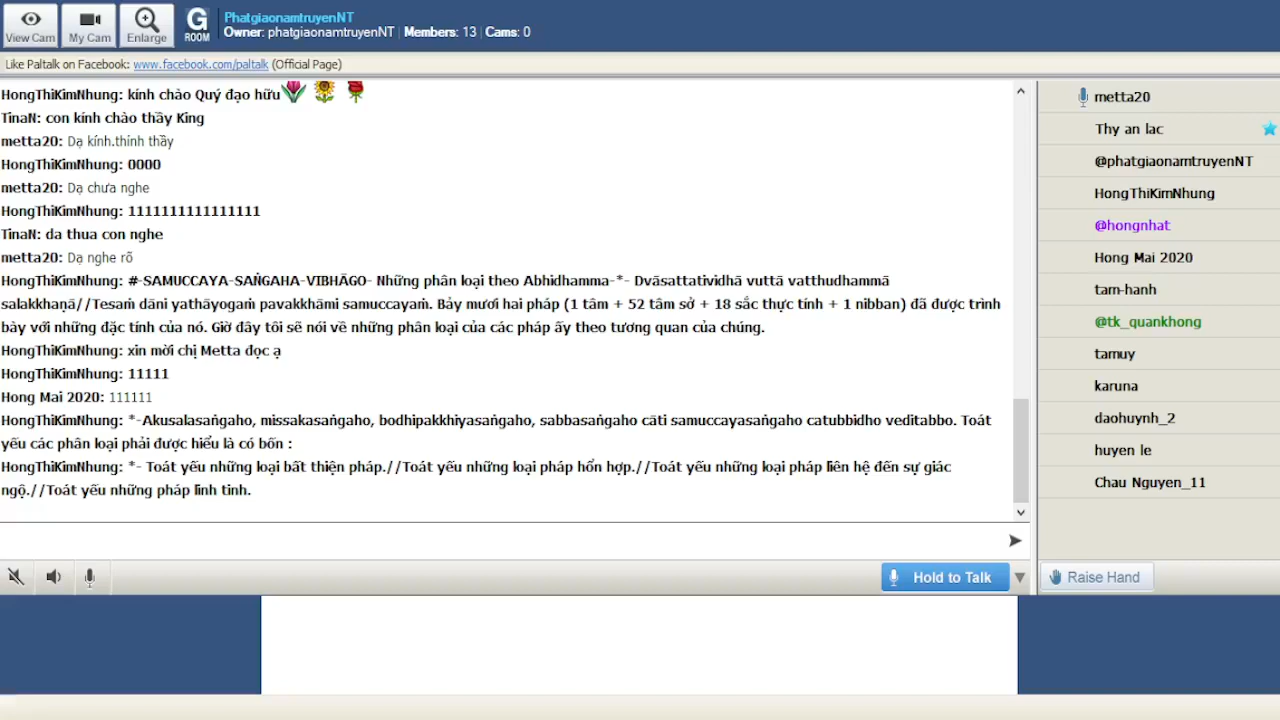 View Cam
My Cam
Enlarge
G
ROOM
PhatgiaonamtruyenNT
Owner: phatgiaonamtruyenNT | Members: 13 | Cams: 0
Like Paltalk on Facebook: www.facebook.com/paltalk (Official Page)
HongThiKimNhung: kính chào Quý đạo hữu
TinaN: con kính chào thầy King
metta20: Dạ kính.thỉnh thầy
HongThiKimNhung: 0000
metta20: Dạ chưa nghe
HongThiKimNhung: 1111111111111111
TinaN: da thua con nghe
metta20: Dạ nghe rõ
HongThiKimNhung: #-SAMUCCAYA-SAṄGAHA-VIBHĀGO- Những phân loại theo Abhidhamma-*- Dvāsattatividhā vuttā vatthudhammā
salakkhaṇā//Tesaṁ dāni yathāyogaṁ pavakkhāmi samuccayaṁ. Bảy mươi hai pháp (1 tâm + 52 tâm sở + 18 sắc thực tính + 1 nibban) đã được trình
bày với những đặc tính của nó. Giờ đây tôi sẽ nói về những phân loại của các pháp ấy theo tương quan của chúng.
HongThiKimNhung: xin mời chị Metta đọc ạ
HongThiKimNhung: 11111
Hong Mai 2020: 111111
HongThiKimNhung: *-Akusalasaṅgaho, missakasaṅgaho, bodhipakkhiyasaṅgaho, sabbasaṅgaho cāti samuccayasaṅgaho catubbidho veditabbo. Toát
yếu các phân loại phải được hiểu là có bốn :
HongThiKimNhung: *- Toát yếu những loại bất thiện pháp.//Toát yếu những loại pháp hổn hợp.//Toát yếu những loại pháp liên hệ đến sự giác
ngộ.//Toát yếu những pháp linh tinh.
Hold to Talk
metta20
Thy an lac
@phatgiaonamtruyenNT
HongThiKimNhung
@hongnhat
Hong Mai 2020
tam-hanh
@tk_quankhong
tamuy
karuna
daohuynh_2
huyen le
Chau Nguyen_11
Raise Hand